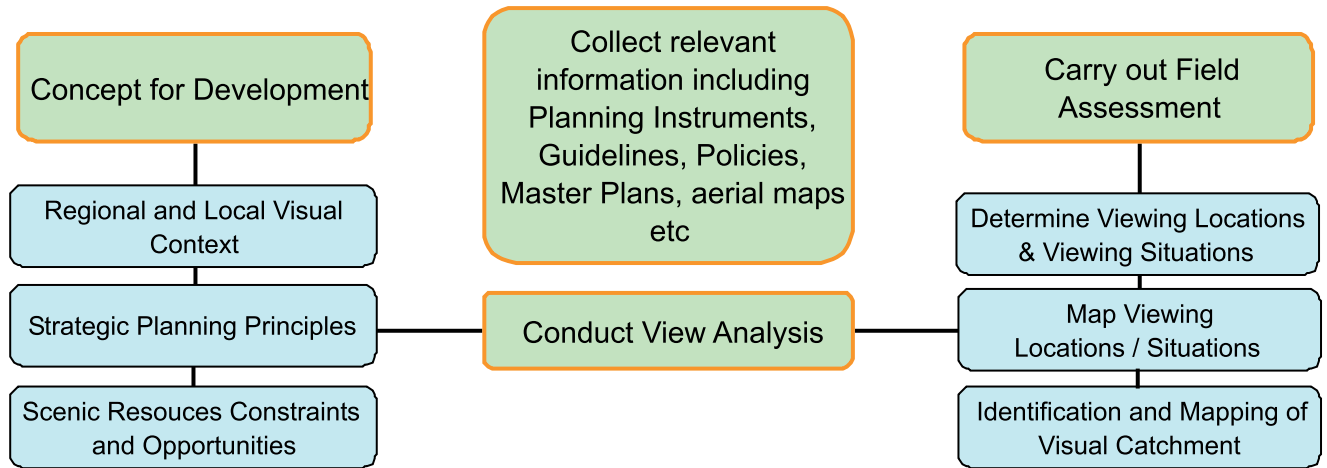 Concept for Development
Regional and Local Visual
Context
Strategic Planning Principles
Scenic Resouces Constraints
and Opportunities
Collect relevant
information including
Planning Instruments,
Guidelines, Policies,
Master Plans, aerial maps
etc
Conduct View Analysis
Carry out Field
Assessment
Determine Viewing Locations
& Viewing Situations
Map Viewing
Locations / Situations
Identification and Mapping of
Visual Catchment